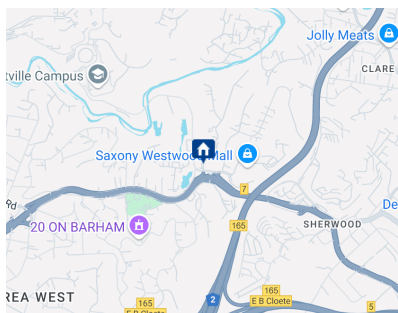 Jolly Meats
CLARE
tville Campus
Saxony Westwood Mall
7
Rd
165
De
20 ON BARHAM
SHERWOOD
REA WEST
165
E B Cloete
2
165
E B Cloete
5